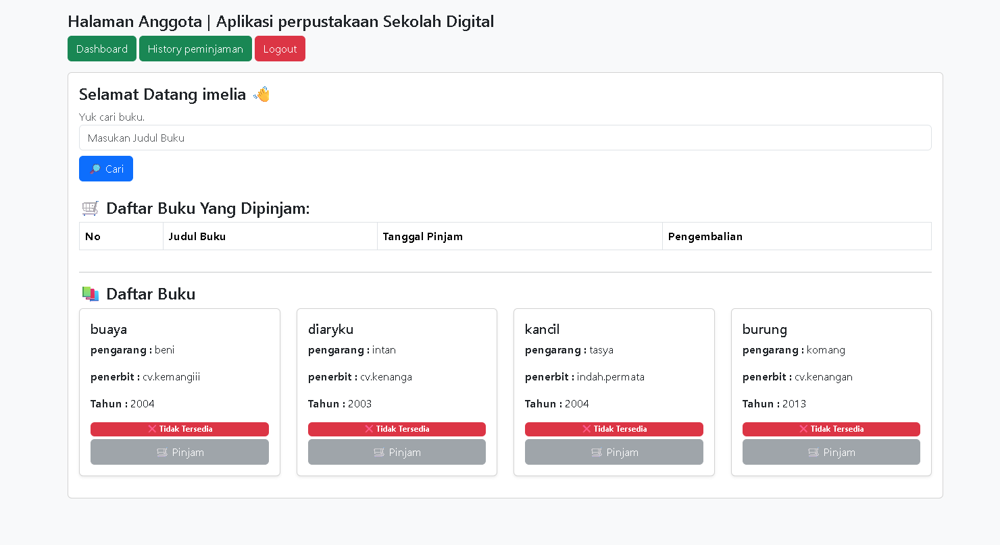 Halaman Anggota | Aplikasi perpustakaan Sekolah Digital
Dashboard History peminjaman Logout
Selamat Datang imelia 👋
Yuk cari buku.
Masukan Judul Buku
🔎 Cari
🛒 Daftar Buku Yang Dipinjam:
No Judul Buku Tanggal Pinjam Pengembalian
📚 Daftar Buku
buaya
pengarang : beni
penerbit : cv.kemangiii
Tahun : 2004
❌ Tidak Tersedia
🛒 Pinjam
diaryku
pengarang : intan
penerbit : cv.kenanga
Tahun : 2003
❌ Tidak Tersedia
🛒 Pinjam
kancil
pengarang : tasya
penerbit : indah.permata
Tahun : 2004
❌ Tidak Tersedia
🛒 Pinjam
burung
pengarang : komang
penerbit : cv.kenangan
Tahun : 2013
❌ Tidak Tersedia
🛒 Pinjam